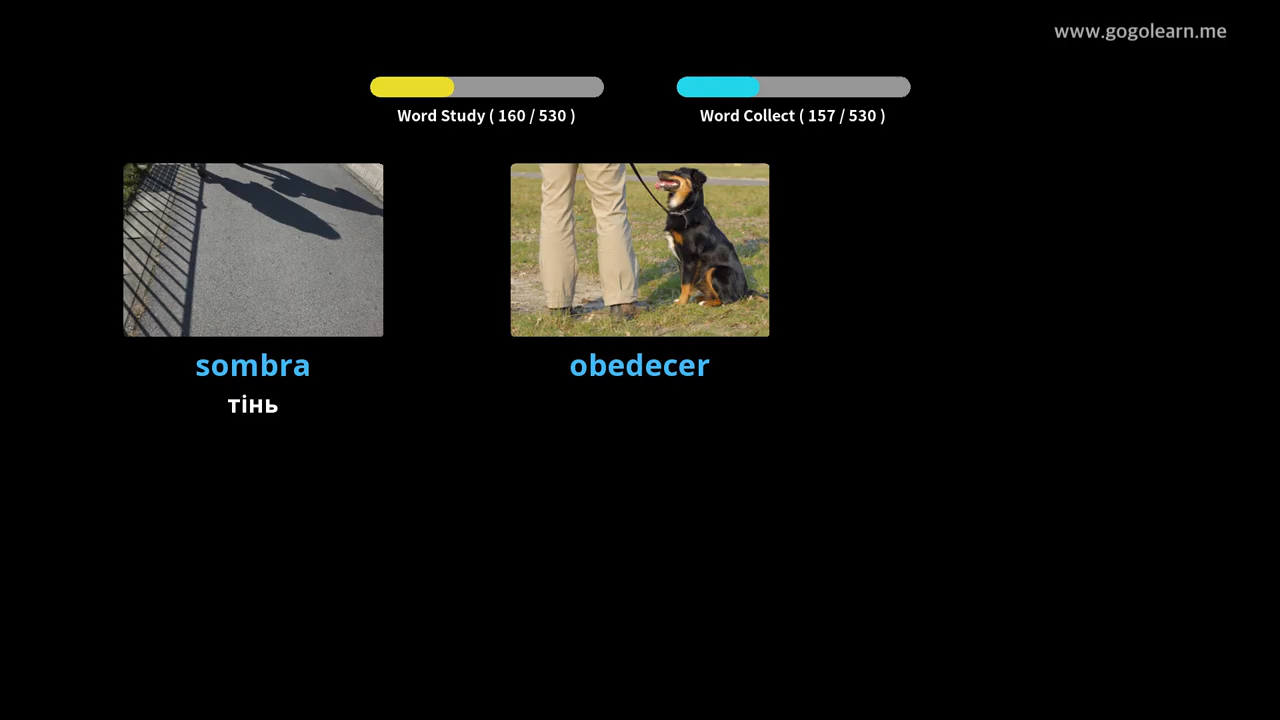 www.gogolearn.me
Word Study ( 160 / 530 )
Word Collect ( 157 / 530 )
sombra
тінь
obedecer